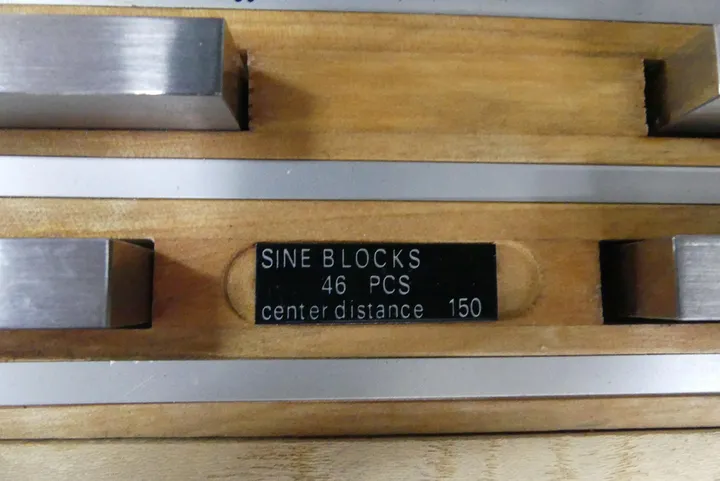 SINE BLOCKS
46 PCS
center distance 150